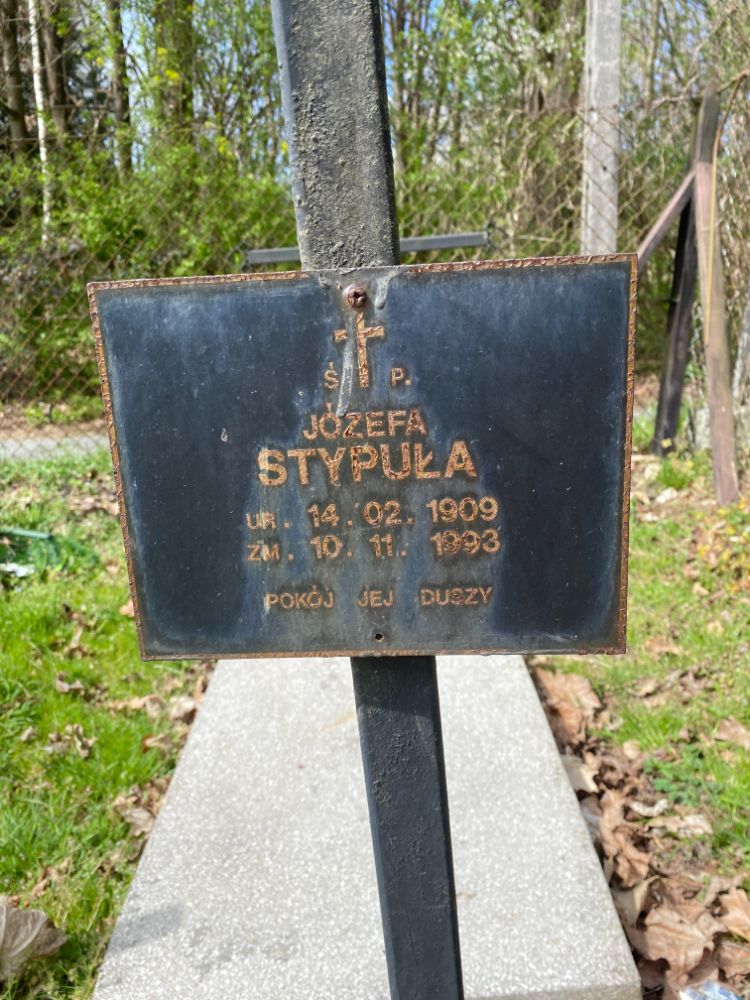 Ś P.
JÓZEFA
STYPUŁA
UR. 14. 02. 1909
ZM. 10. 11. 1993
POKÓJ JEJ DUSZY